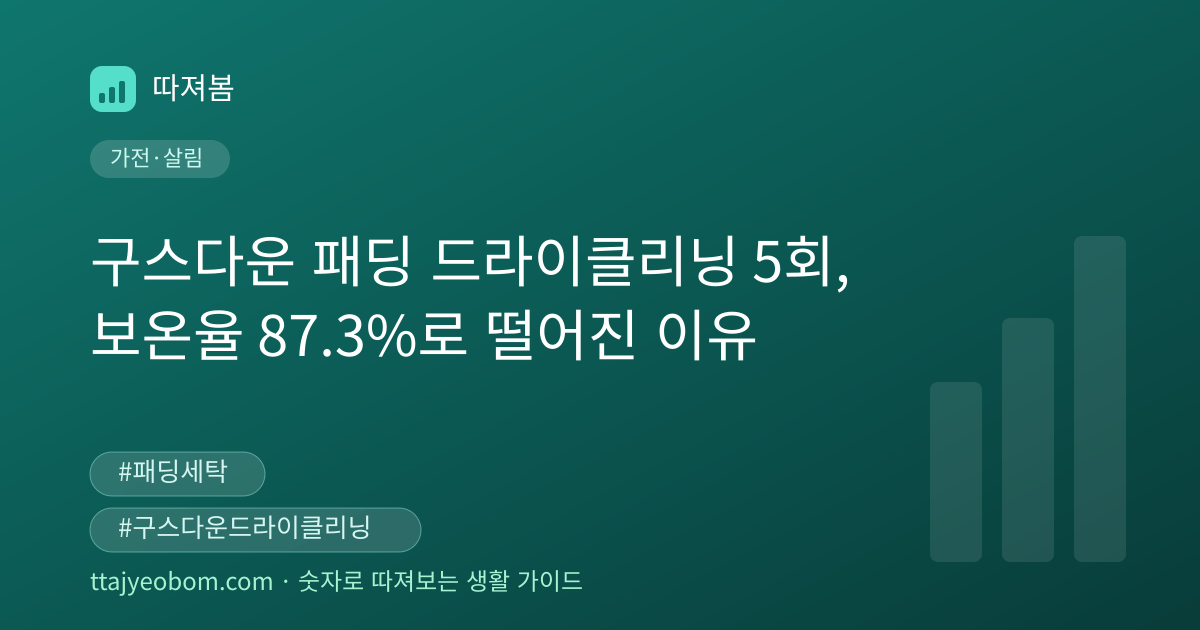 따져봄
가전·살림
구스다운 패딩 드라이클리닝 5회,
보온율 87.3%로 떨어진 이유
#패딩세탁
#구스다운드라이클리닝
ttajyeobom.com · 숫자로 따져보는 생활 가이드